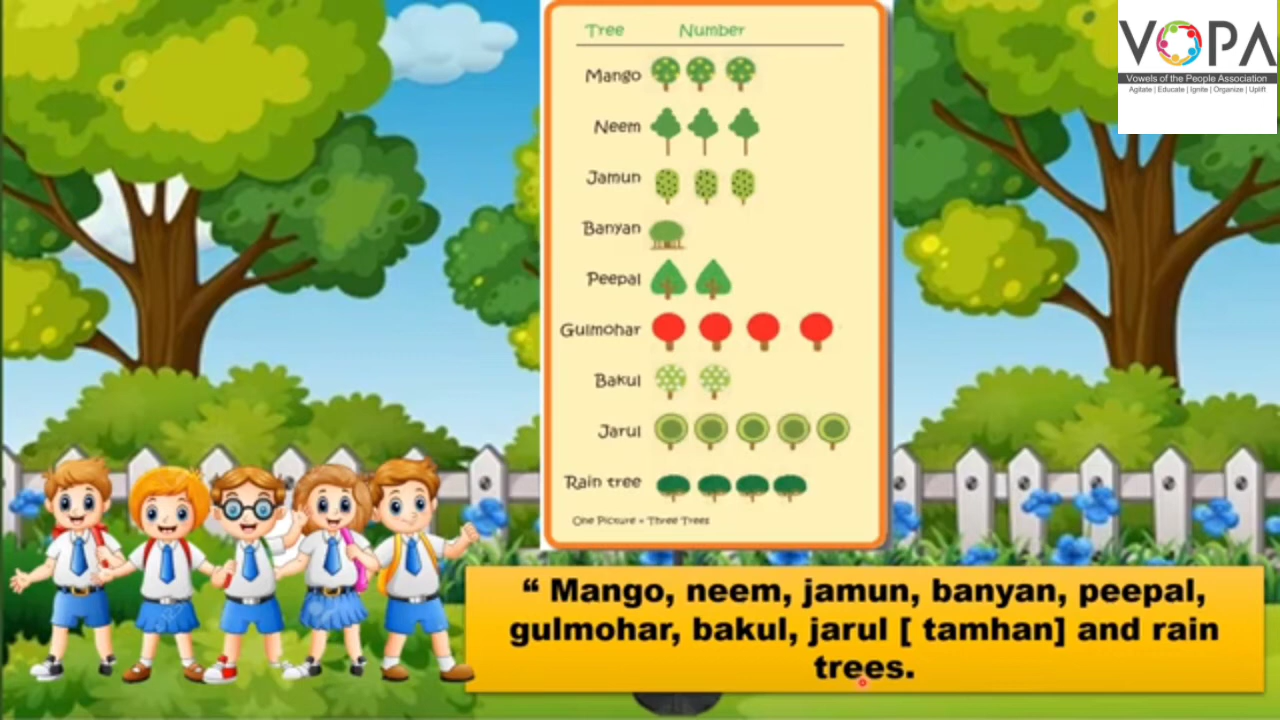 Tree Number
Mango
Neem
Jamun
Banyan
Peepal
Gulmohar
Bakul
Jarul
Rain tree
One Picture = Three Trees
VOPA
Vowels of the People Association
Agitate | Educate | Ignite | Organize | Uplift
“ Mango, neem, jamun, banyan, peepal,
gulmohar, bakul, jarul [ tamhan] and rain
trees.